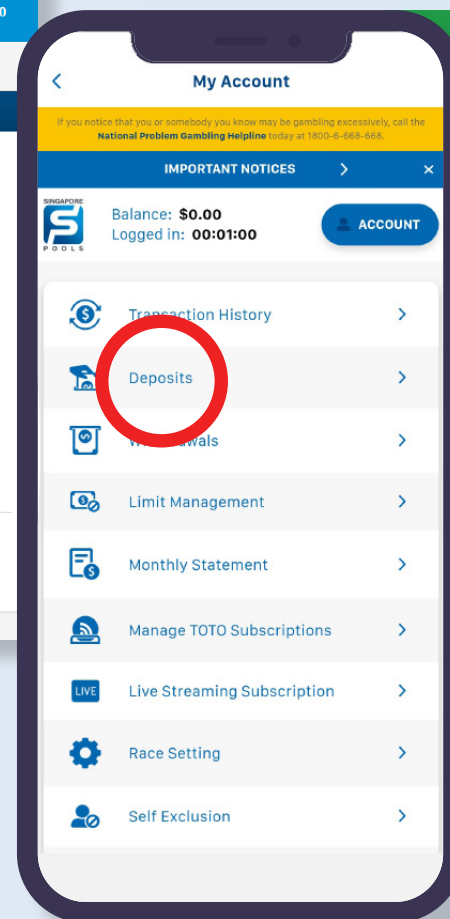 0
My Account
If you notice that you or somebody you know may be gambling excessively, call the
National Problem Gambling Helpline today at 1800-6-668-668.
IMPORTANT NOTICES
SINGAPORE
POOLS
Balance: $0.00
Logged in: 00:01:00
ACCOUNT
Transaction History
Deposits
Withdrawals
Limit Management
Monthly Statement
Manage TOTO Subscriptions
LIVE Live Streaming Subscription
Race Setting
Self Exclusion